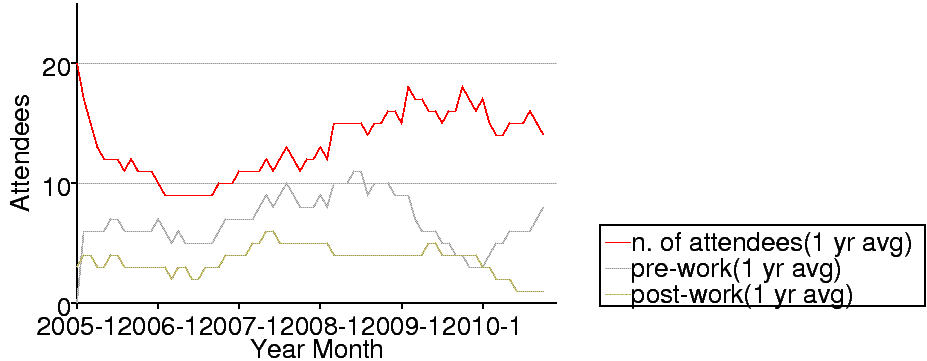 20
10
0
Attendees
2005-12006-12007-12008-12009-12010-1
Year Month
n. of attendees(1 yr avg)
pre-work(1 yr avg)
post-work(1 yr avg)